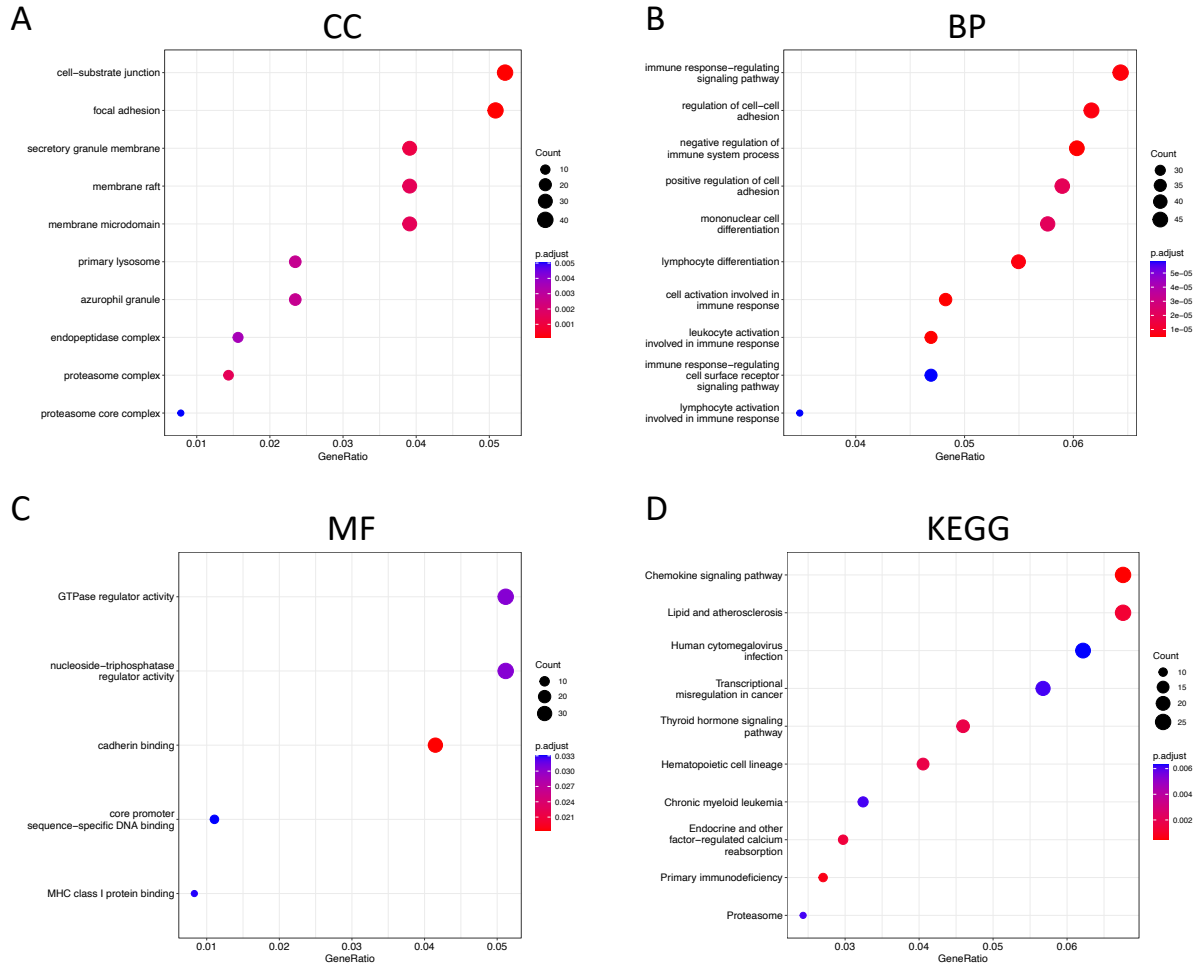 A
CC
cell−substrate junction
focal adhesion
secretory granule membrane
membrane raft
membrane microdomain
primary lysosome
azurophil granule
endopeptidase complex
proteasome complex
proteasome core complex
0.01 0.02 0.03 0.04 0.05
GeneRatio
Count
10
20
30
40
p.adjust
0.005
0.004
0.003
0.002
0.001
B
BP
immune response−regulating
signaling pathway
regulation of cell−cell
adhesion
negative regulation of
immune system process
positive regulation of cell
adhesion
mononuclear cell
differentiation
lymphocyte differentiation
cell activation involved in
immune response
leukocyte activation
involved in immune response
immune response−regulating
cell surface receptor
signaling pathway
lymphocyte activation
involved in immune response
0.04 0.05 0.06
GeneRatio
Count
30
35
40
45
p.adjust
5e−05
3e−05
1e−05
C
MF
GTPase regulator activity
nucleoside−triphosphatase
regulator activity
cadherin binding
core promoter
sequence−specific DNA binding
MHC class I protein binding
0.01 0.02 0.03 0.04 0.05
GeneRatio
Count
10
20
30
p.adjust
0.033
0.030
0.027
0.024
0.021
D
KEGG
Chemokine signaling pathway
Lipid and atherosclerosis
Human cytomegalovirus
infection
Transcriptional
misregulation in cancer
Thyroid hormone signaling
pathway
Hematopoietic cell lineage
Chronic myeloid leukemia
Endocrine and other
factor−regulated calcium
reabsorption
Primary immunodeficiency
Proteasome
0.03 0.04 0.05 0.06
GeneRatio
Count
10
15
20
25
p.adjust
0.006
0.004
0.002